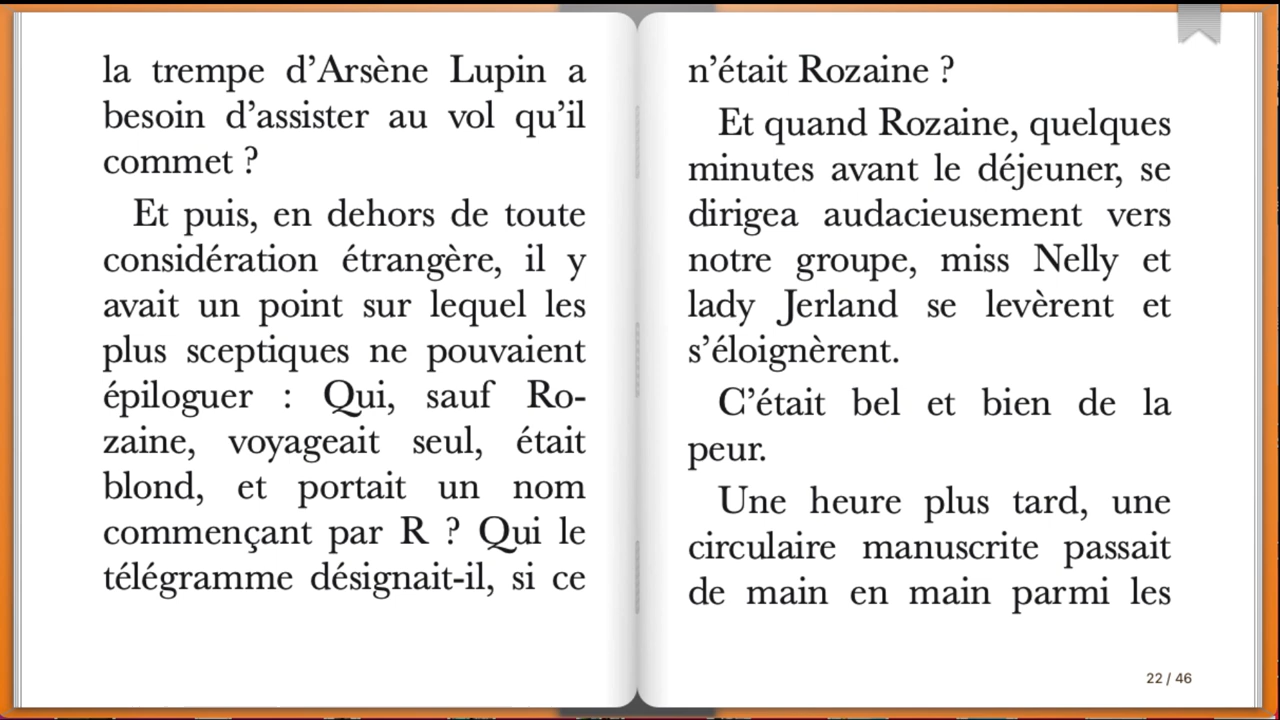 la trempe d’Arsène Lupin a
besoin d’assister au vol qu’il
commet ?
Et puis, en dehors de toute
considération étrangère, il y
avait un point sur lequel les
plus sceptiques ne pouvaient
épiloguer : Qui, sauf Ro-
zaine, voyageait seul, était
blond, et portait un nom
commençant par R ? Qui le
télégramme désignait-il, si ce
n’était Rozaine ?
Et quand Rozaine, quelques
minutes avant le déjeuner, se
dirigea audacieusement vers
notre groupe, miss Nelly et
lady Jerland se levèrent et
s’éloignèrent.
C’était bel et bien de la
peur.
Une heure plus tard, une
circulaire manuscrite passait
de main en main parmi les
22 / 46